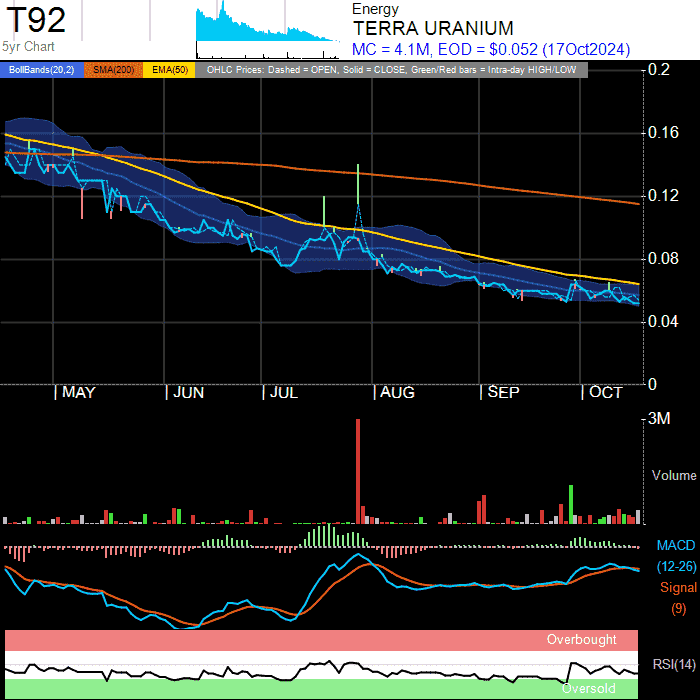 T92
5yr Chart
Energy
TERRA URANIUM
MC = 4.1M, EOD = $0.052 (17Oct2024)
BollBands(20,2) SMA(200) EMA(50) OHLC Prices: Dashed = OPEN, Solid = CLOSE, Green/Red bars = Intra-day HIGH/LOW
0.2
0.16
0.12
0.08
0.04
0
MAY JUN JUL AUG SEP OCT
3M
Volume
MACD
(12-26)
Signal
(9)
Overbought
RSI(14)
Oversold